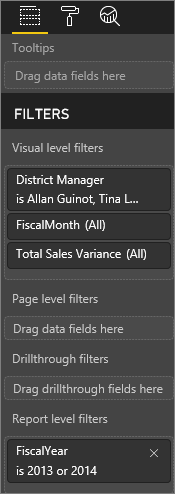 Tooltips
Drag data fields here
FILTERS
Visual level filters
District Manager
is Allan Guinot, Tina L...
FiscalMonth (All)
Total Sales Variance (All)
Page level filters
Drag data fields here
Drillthrough filters
Drag drillthrough fields here
Report level filters
FiscalYear
is 2013 or 2014